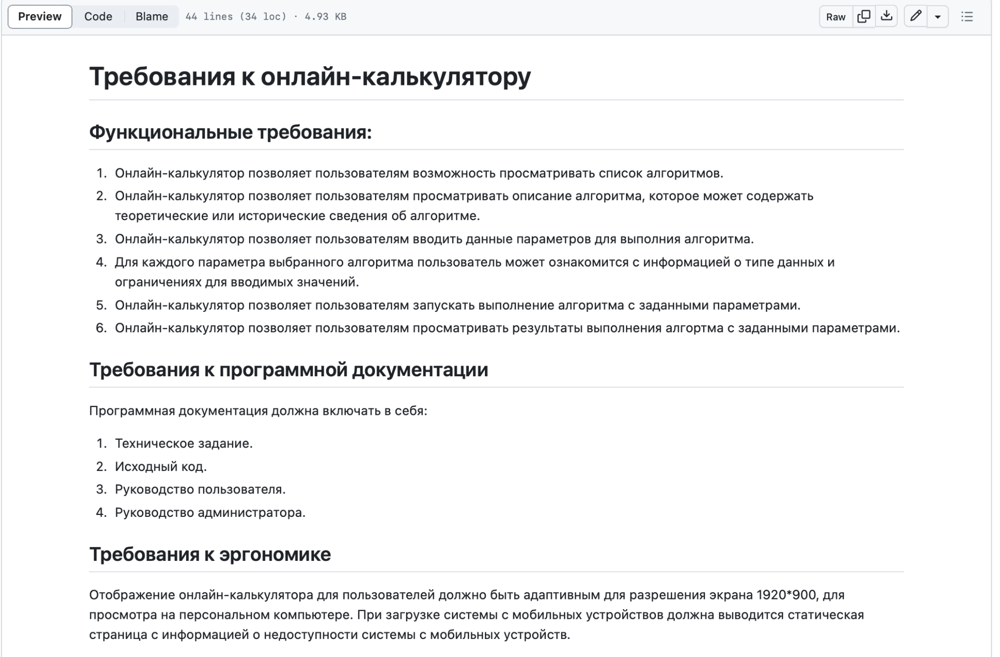 Preview Code Blame 44 lines (34 loc) · 4.93 KB Raw
Требования к онлайн-калькулятору
Функциональные требования:
1. Онлайн-калькулятор позволяет пользователям возможность просматривать список алгоритмов.
2. Онлайн-калькулятор позволяет пользователям просматривать описание алгоритма, которое может содержать
теоретические или исторические сведения об алгоритме.
3. Онлайн-калькулятор позволяет пользователям вводить данные параметров для выполния алгоритма.
4. Для каждого параметра выбранного алгоритма пользователь может ознакомится с информацией о типе данных и
ограничениях для вводимых значений.
5. Онлайн-калькулятор позволяет пользователям запускать выполнение алгоритма с заданными параметрами.
6. Онлайн-калькулятор позволяет пользователям просматривать результаты выполнения алгортма с заданными параметрами.
Требования к программной документации
Программная документация должна включать в себя:
1. Техническое задание.
2. Исходный код.
3. Руководство пользователя.
4. Руководство администратора.
Требования к эргономике
Отображение онлайн-калькулятора для пользователей должно быть адаптивным для разрешения экрана 1920*900, для
просмотра на персональном компьютере. При загрузке системы с мобильных устройствов должна выводится статическая
страница с информацией о недоступности системы с мобильных устройств.